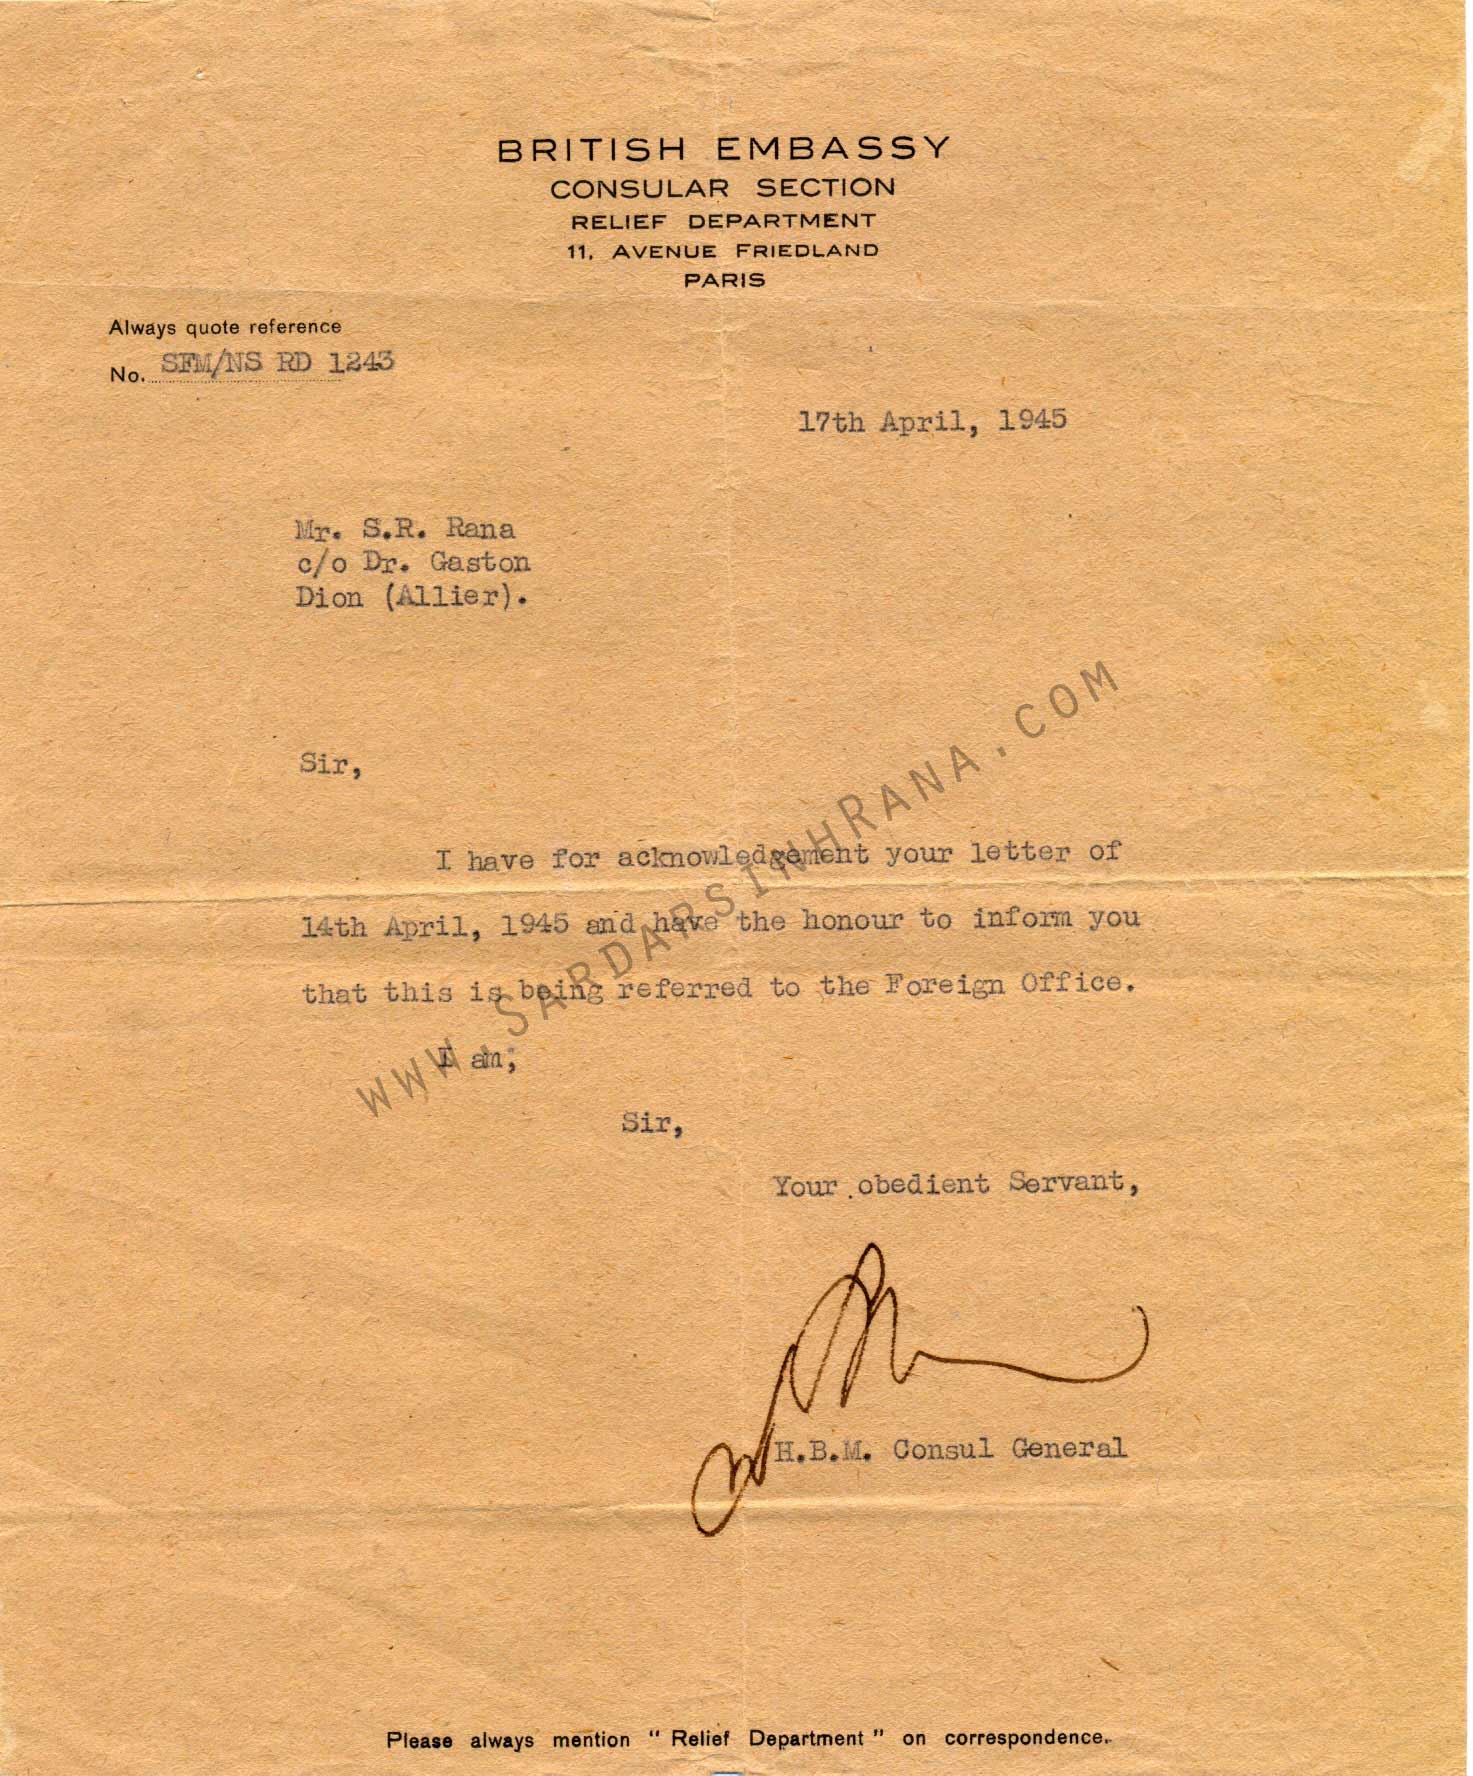 BRITISH EMBASSY
CONSULAR SECTION
RELIEF DEPARTMENT
11, AVENUE FRIEDLAND
PARIS
Always quote reference
No. SFM/NS RD 1243
17th April, 1945
Mr. S.R. Rana
c/o Dr. Gaston
Dion (Allier).
Sir,
I have for acknowledgement your letter of
14th April, 1945 and have the honour to inform you
that this is being referred to the Foreign Office.
I am,
Sir,
Your obedient Servant,
H.B.M. Consul General
Please always mention "Relief Department" on correspondence.
www.SardarsinhRana.com